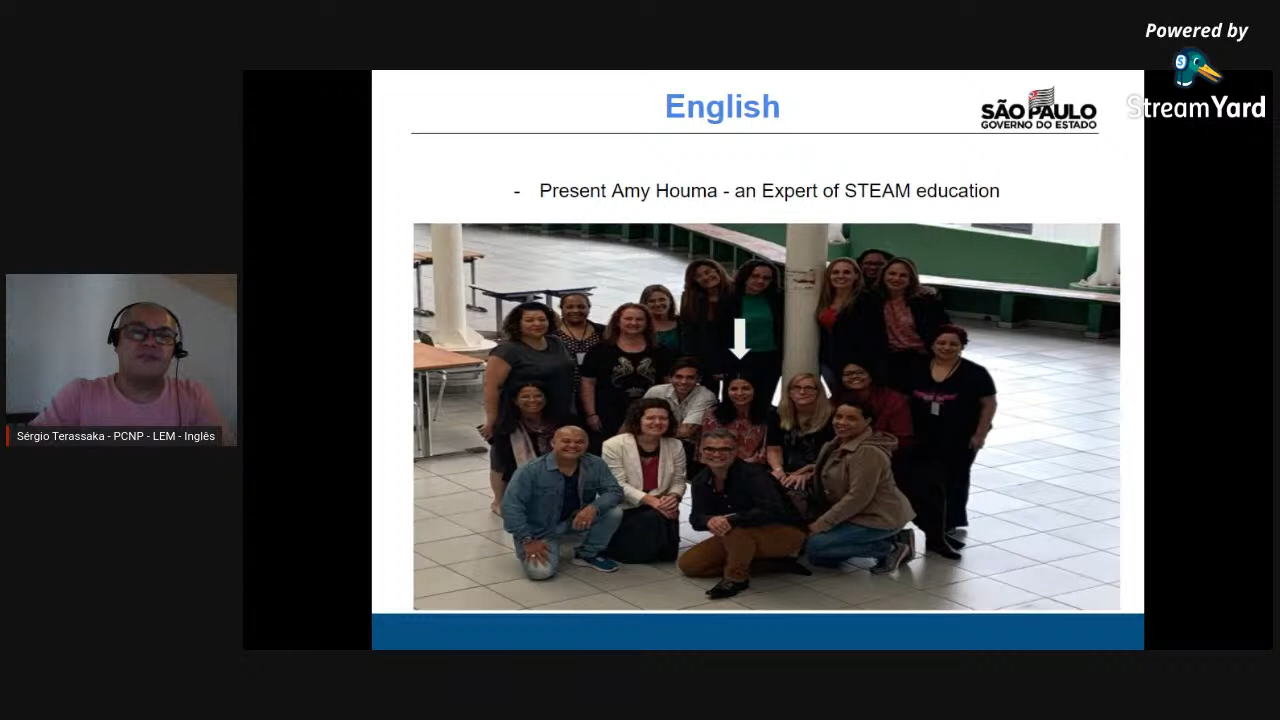 Powered by
StreamYard
English
SÃO PAULO
GOVERNO DO ESTADO
- Present Amy Houma - an Expert of STEAM education
Sérgio Terassaka - PCNP - LEM - Inglês